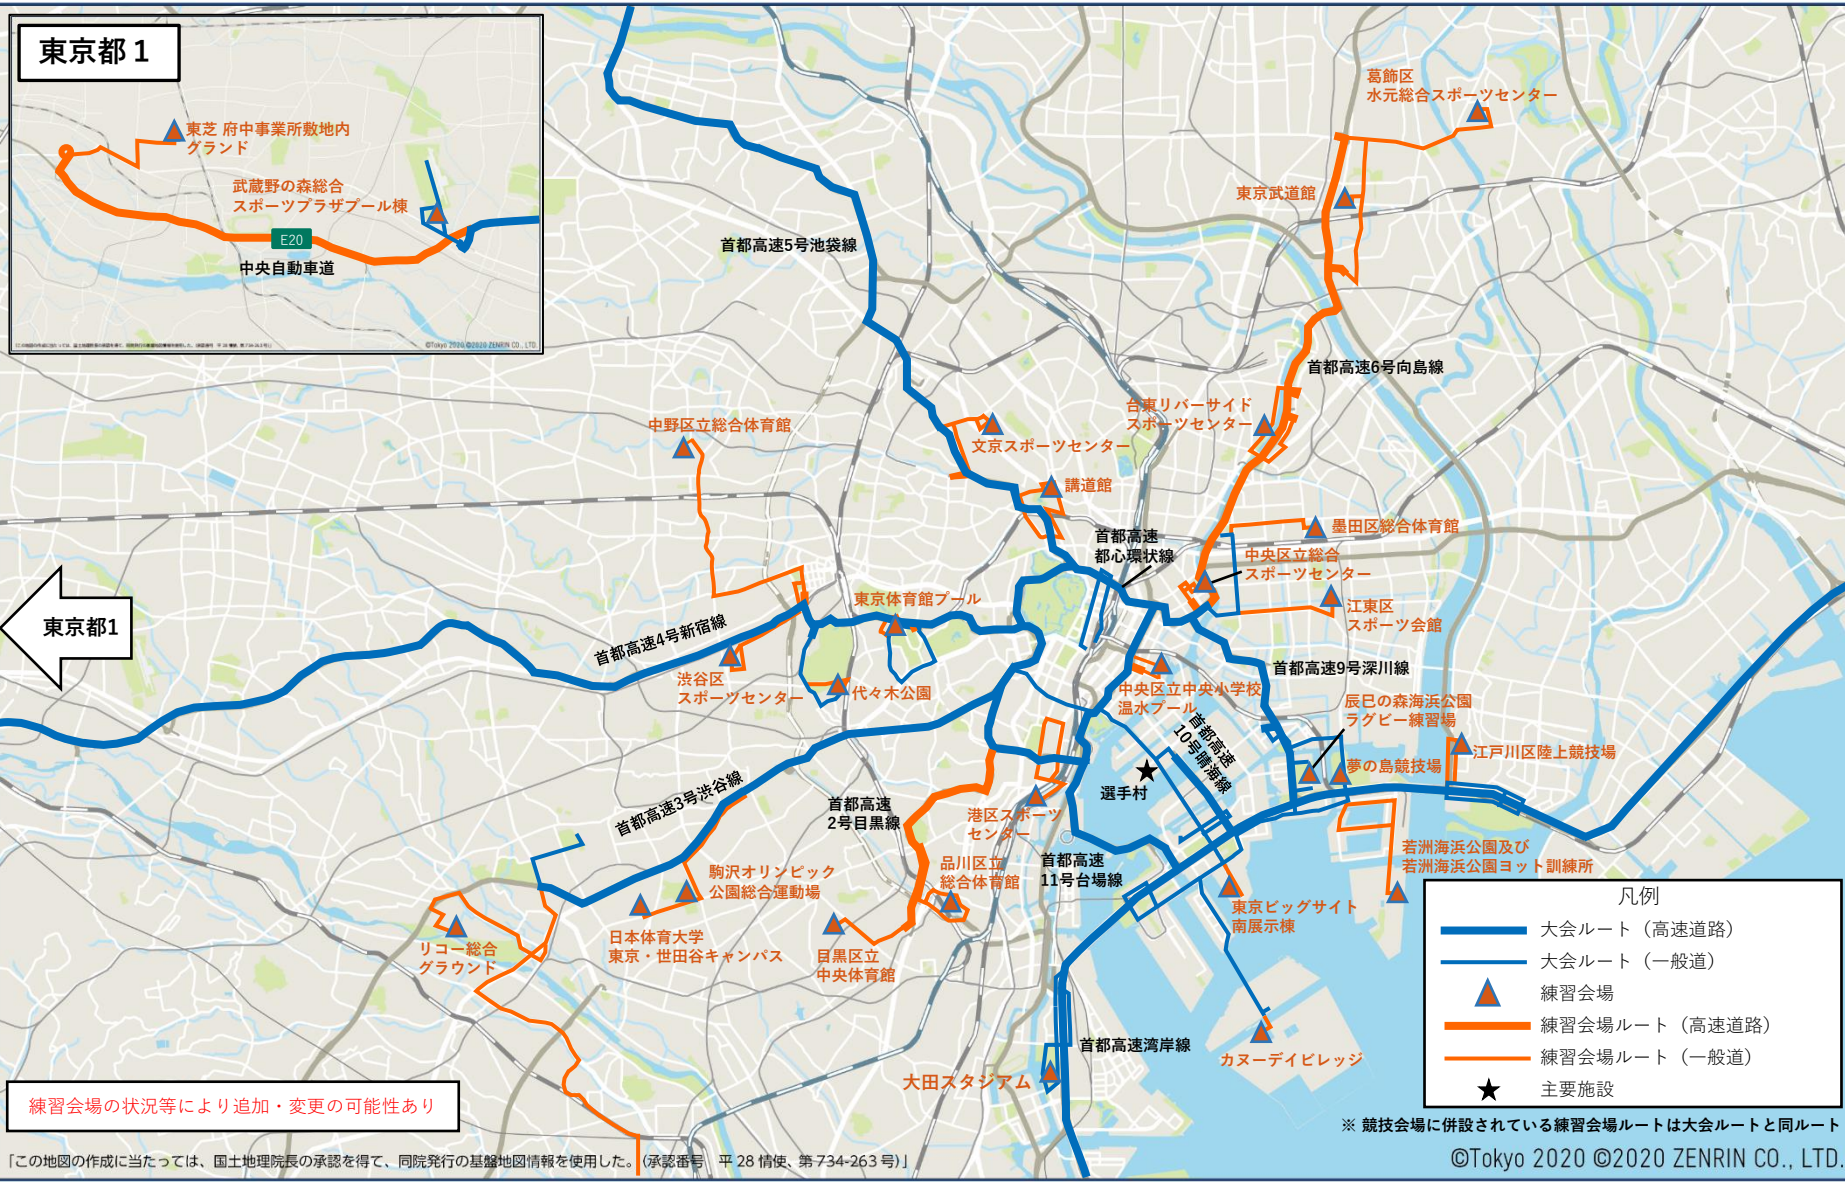 東京都１
東芝 府中事業所敷地内
グランド
武蔵野の森総合
スポーツプラザプール棟
E20
中央自動車道
©Tokyo 2020 ©2020 ZENRIN CO., LTD.
葛飾区
水元総合スポーツセンター
東京武道館
首都高速5号池袋線
首都高速6号向島線
台東リバーサイド
スポーツセンター
中野区立総合体育館
文京スポーツセンター
講道館
首都高速
都心環状線
墨田区総合体育館
中央区立総合
スポーツセンター
江東区
スポーツ会館
東京体育館プール
東京都1
首都高速4号新宿線
渋谷区
スポーツセンター
代々木公園
首都高速9号深川線
中央区立中央小学校
温水プール
辰巳の森海浜公園
ラグビー練習場
首都高速
10号晴海線
夢の島競技場
江戸川区陸上競技場
選手村
首都高速3号渋谷線
首都高速
2号目黒線
港区スポーツ
センター
若洲海浜公園及び
若洲海浜公園ヨット訓練所
首都高速
11号台場線
品川区立
総合体育館
駒沢オリンピック
公園総合運動場
東京ビッグサイト
南展示棟
リコー総合
グラウンド
日本体育大学
東京・世田谷キャンパス
目黒区立
中央体育館
首都高速湾岸線
カヌーデイビレッジ
大田スタジアム
凡例
大会ルート（高速道路）
大会ルート（一般道）
練習会場
練習会場ルート（高速道路）
練習会場ルート（一般道）
主要施設
練習会場の状況等により追加・変更の可能性あり
※ 競技会場に併設されている練習会場ルートは大会ルートと同ルート
「この地図の作成に当たっては、国土地理院長の承認を得て、同院発行の基盤地図情報を使用した。（承認番号　平 28 情使、第 734-263 号）」
©Tokyo 2020 ©2020 ZENRIN CO., LTD.